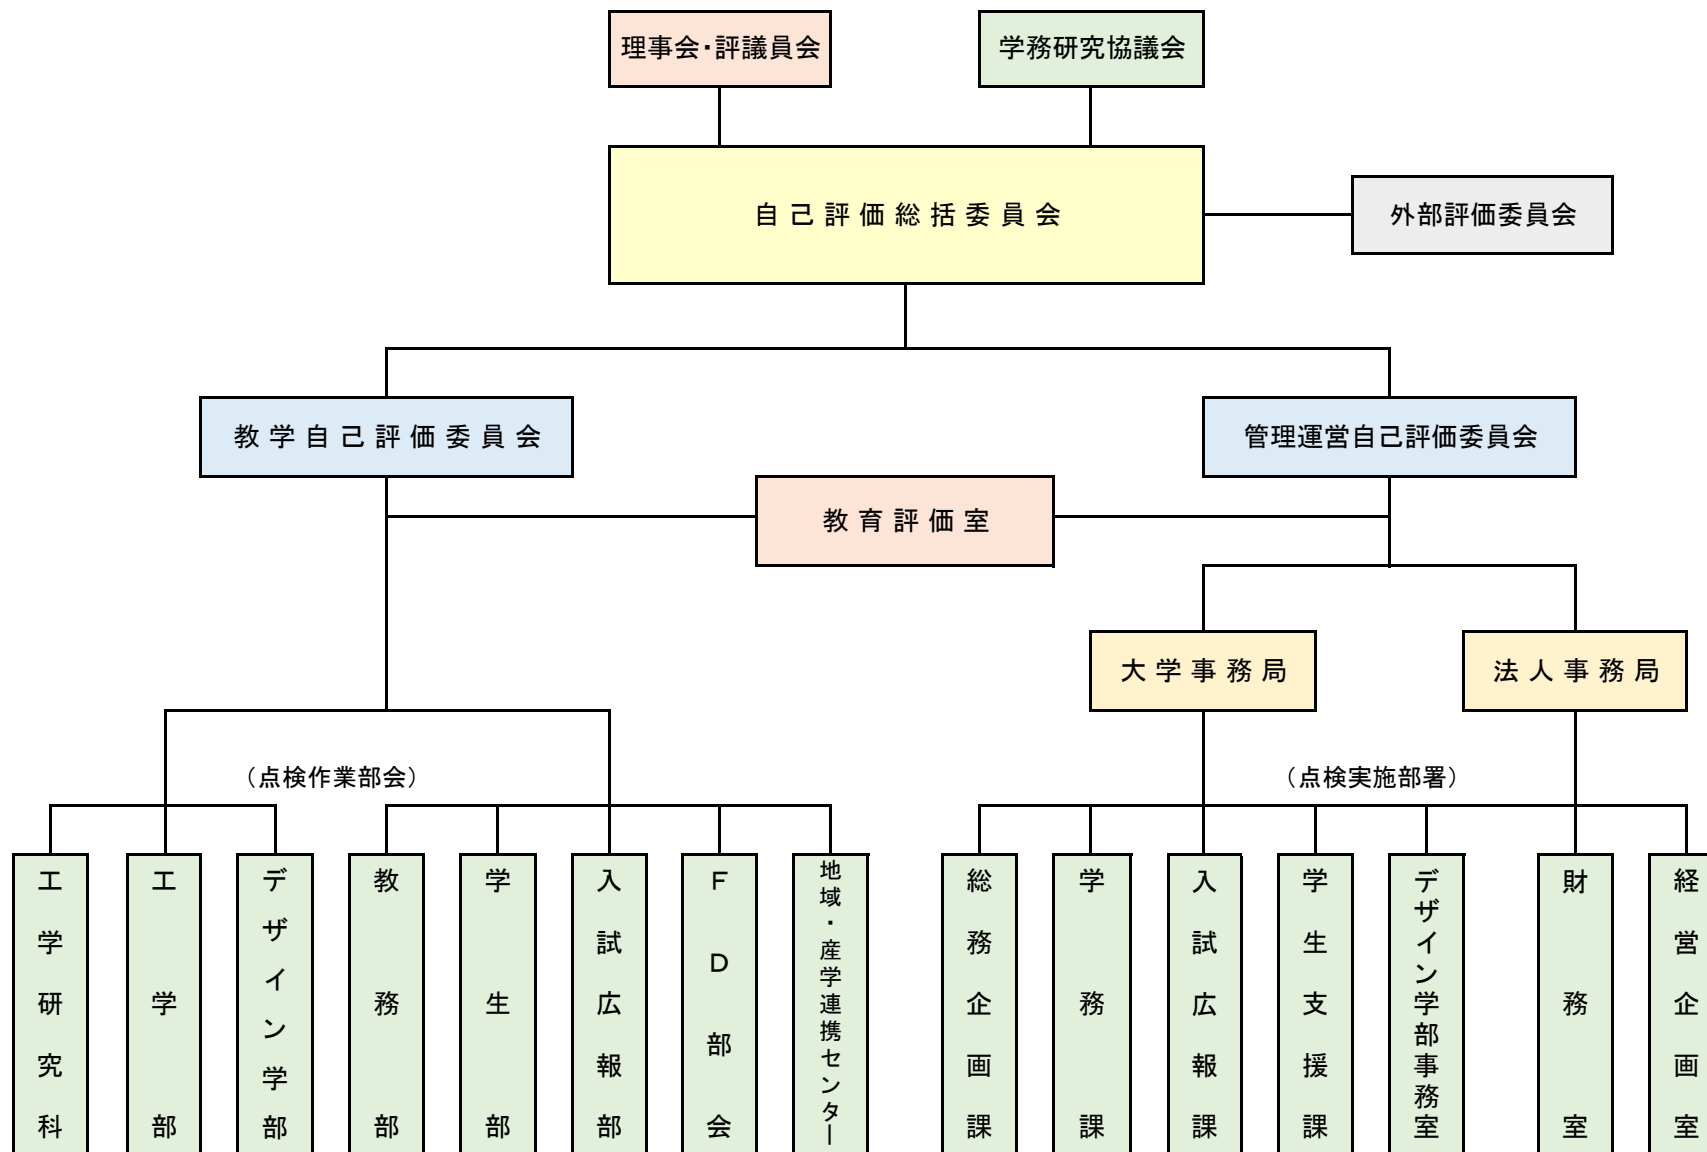 理事会・評議員会
学務研究協議会
自己評価総括委員会
外部評価委員会
教学自己評価委員会
管理運営自己評価委員会
教育評価室
大学事務局
法人事務局
（点検作業部会）
（点検実施部署）
工学研究科
工学部
デザイン学部
教務部
学生部
入試広報部
ＦＤ部会
地域・産学連携センター
総務企画課
学務課
入試広報課
学生支援課
デザイン学部事務室
財務室
経営企画室